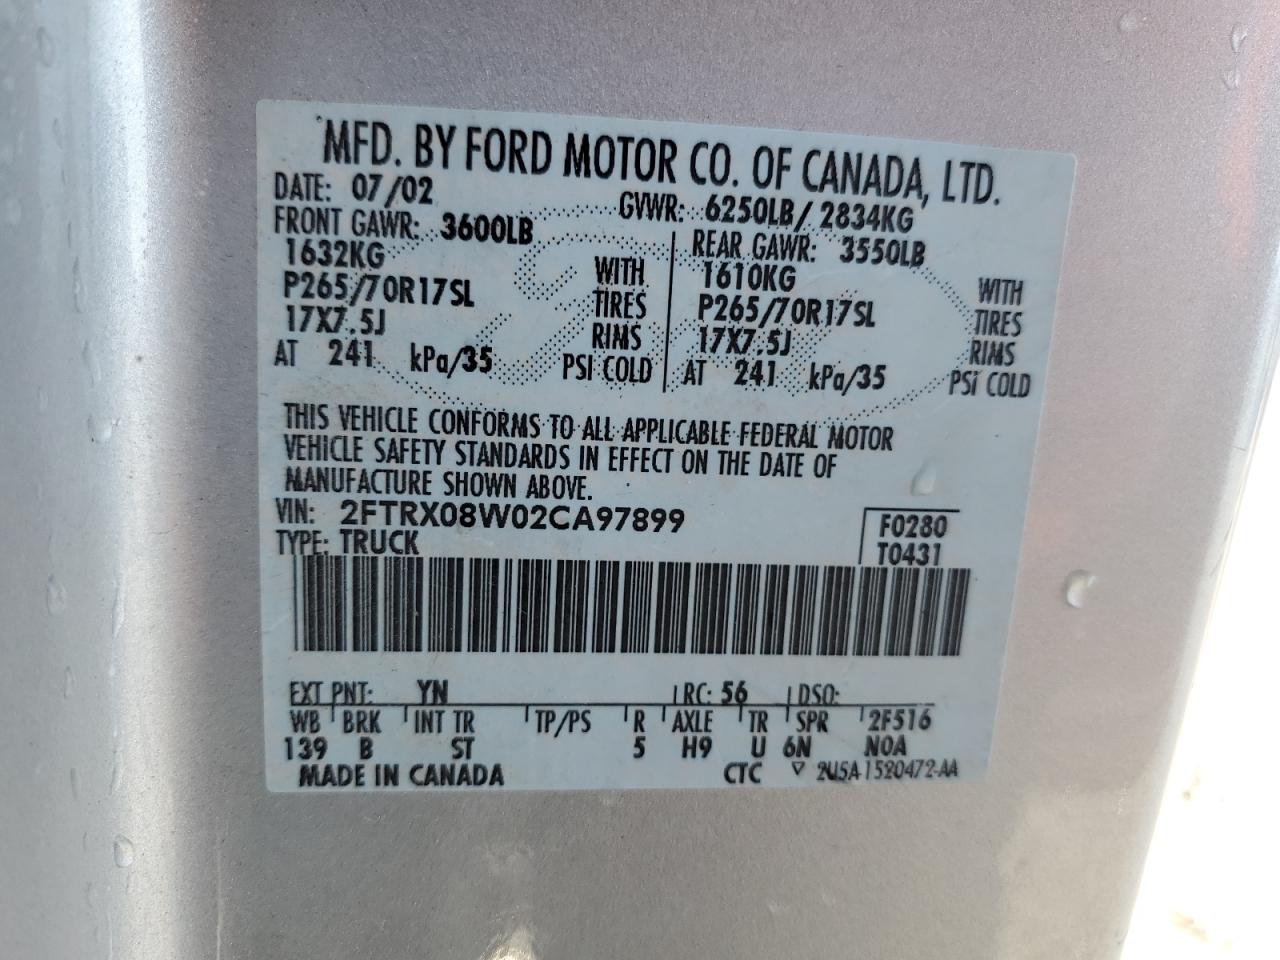 MFD. BY FORD MOTOR CO. OF CANADA, LTD.
DATE: 07/02 GVWR: 6250LB/2834KG
FRONT GAWR: 3600LB REAR GAWR: 3550LB
1632KG WITH 1610KG WITH
P265/70R17SL TIRES P265/70R17SL TIRES
17X7.5J RIMS 17X7.5J RIMS
AT 241 kPa/35 PSI COLD AT 241 kPa/35 PSI COLD
THIS VEHICLE CONFORMS TO ALL APPLICABLE FEDERAL MOTOR
VEHICLE SAFETY STANDARDS IN EFFECT ON THE DATE OF
MANUFACTURE SHOWN ABOVE.
VIN: 2FTRX08W02CA97899 F0280
TYPE: TRUCK T0431
EXT PNT: YN RC: 56 DSO:
WB BRK INT TR TP/PS R AXLE TR SPR 2F516
139 B ST 5 H9 U 6N NOA
MADE IN CANADA CTC ▽ 2U5A-1520472-AA